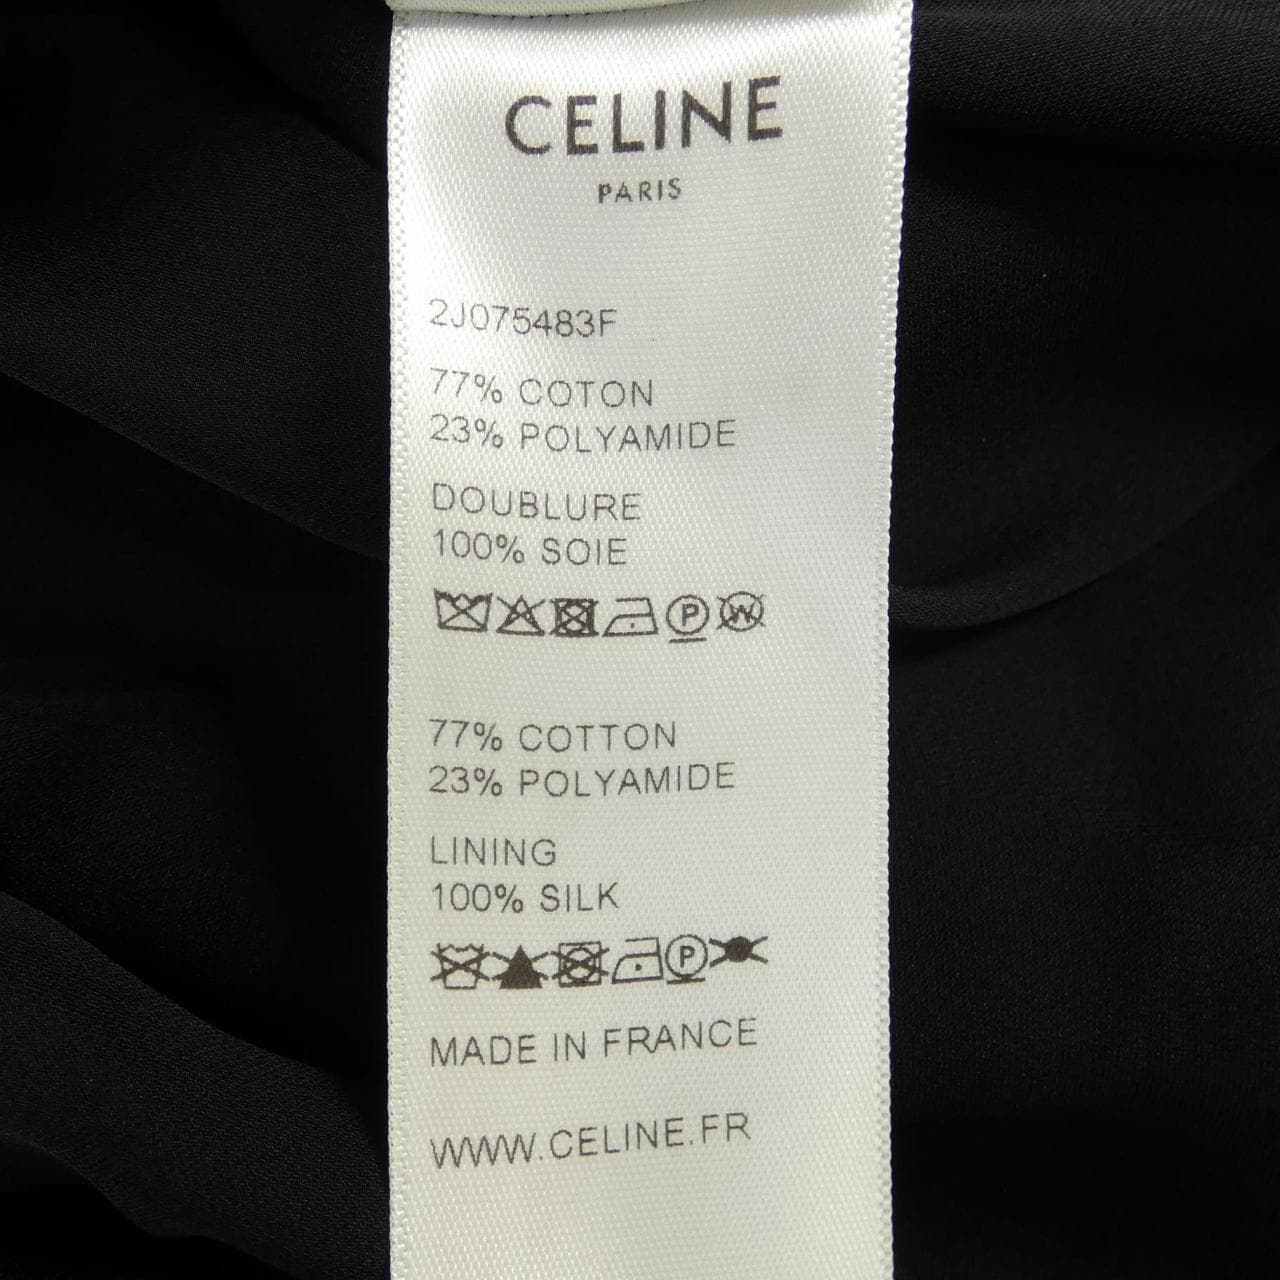 CELINE
PARIS
2J075483F
77% COTON
23% POLYAMIDE
DOUBLURE
100% SOIE
P W
77% COTTON
23% POLYAMIDE
LINING
100% SILK
P
MADE IN FRANCE
WWW.CELINE.FR